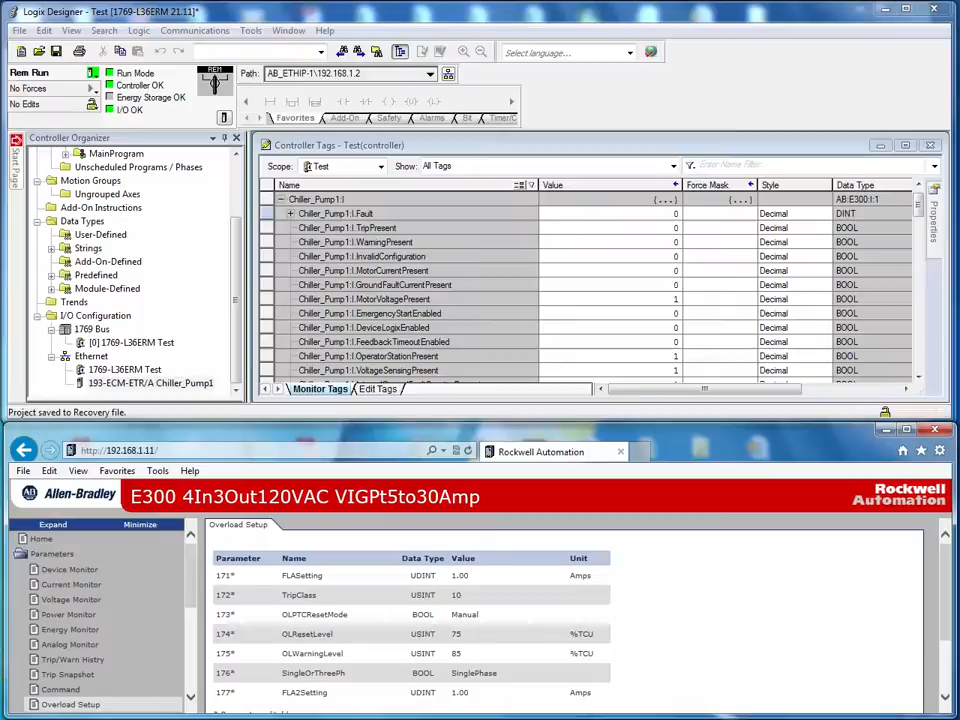 Logix Designer - Test [1769-L36ERM 21.11]*
File Edit View Search Logic Communications Tools Window Help
Select language...
Rem Run
No Forces
No Edits
Run Mode
Controller OK
Energy Storage OK
I/O OK
REM
Path: AB_ETHIP-1\192.168.1.2
Favorites Add-On Safety Alarms Bit Timer/C
Start Page
Controller Organizer
MainProgram
Unscheduled Programs / Phases
Motion Groups
Ungrouped Axes
Add-On Instructions
Data Types
User-Defined
Strings
Add-On-Defined
Predefined
Module-Defined
Trends
I/O Configuration
1769 Bus
[0] 1769-L36ERM Test
Ethernet
1769-L36ERM Test
193-ECM-ETR/A Chiller_Pump1
Controller Tags - Test(controller)
Scope: Test Show: All Tags Enter Name Filter...
Name Value Force Mask Style Data Type
Chiller_Pump1:I {...} {...} AB:E300:I:1
Chiller_Pump1:I.Fault 0 Decimal DINT
Chiller_Pump1:I.TripPresent 0 Decimal BOOL
Chiller_Pump1:I.WarningPresent 0 Decimal BOOL
Chiller_Pump1:I.InvalidConfiguration 0 Decimal BOOL
Chiller_Pump1:I.MotorCurrentPresent 0 Decimal BOOL
Chiller_Pump1:I.GroundFaultCurrentPresent 0 Decimal BOOL
Chiller_Pump1:I.MotorVoltagePresent 1 Decimal BOOL
Chiller_Pump1:I.EmergencyStartEnabled 0 Decimal BOOL
Chiller_Pump1:I.DeviceLogixEnabled 0 Decimal BOOL
Chiller_Pump1:I.FeedbackTimeoutEnabled 0 Decimal BOOL
Chiller_Pump1:I.OperatorStationPresent 1 Decimal BOOL
Chiller_Pump1:I.VoltageSensingPresent 1 Decimal BOOL
Monitor Tags Edit Tags
Properties
Project saved to Recovery file.
http://192.168.1.11/
Rockwell Automation
File Edit View Favorites Tools Help
AB Allen-Bradley
E300 4In3Out120VAC VIGPt5to30Amp
Rockwell
Automation
Expand Minimize
Home
Parameters
Device Monitor
Current Monitor
Voltage Monitor
Power Monitor
Energy Monitor
Analog Monitor
Trip/Warn Histry
Trip Snapshot
Command
Overload Setup
Overload Setup
Parameter Name Data Type Value Unit
171* FLASetting UDINT 1.00 Amps
172* TripClass USINT 10
173* OLPTCResetMode BOOL Manual
174* OLResetLevel USINT 75 %TCU
175* OLWarningLevel USINT 85 %TCU
176* SingleOrThreePh BOOL SinglePhase
177* FLA2Setting UDINT 1.00 Amps